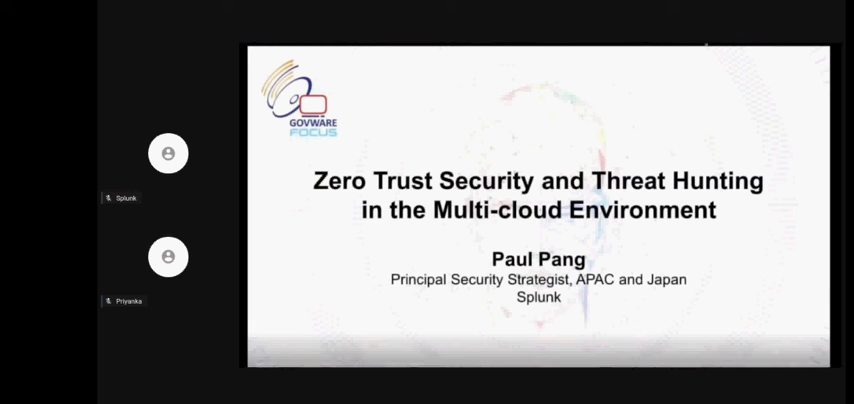 GOVWARE
FOCUS
Zero Trust Security and Threat Hunting
in the Multi-cloud Environment
Paul Pang
Principal Security Strategist, APAC and Japan
Splunk
Splunk
Priyanka